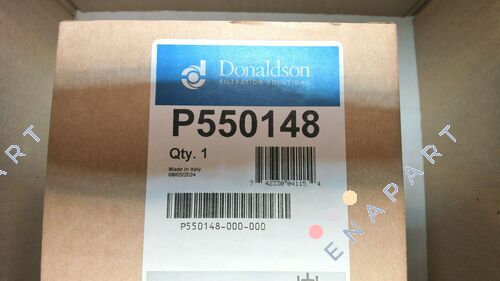 Donaldson.
FILTRATION SOLUTIONS
P550148
Qty. 1
Made in Italy
08/05/2024
7 42330 04115 4
P550148-000-000
ENAPART
ENAPART